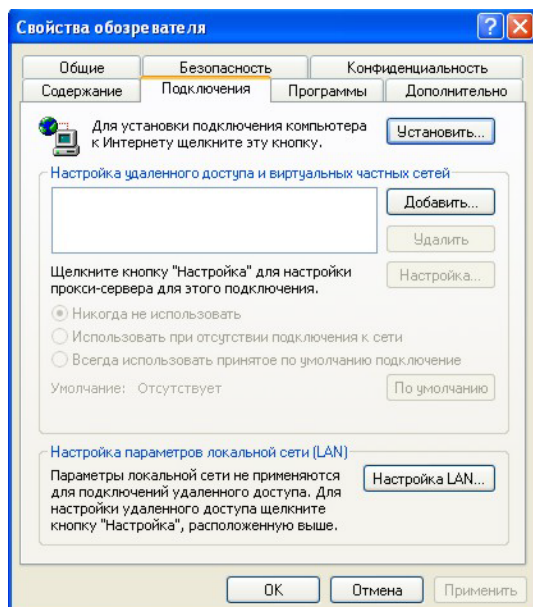 Свойства обозревателя
Общие Безопасность Конфиденциальность
Содержание Подключения Программы Дополнительно
Для установки подключения компьютера
к Интернету щелкните эту кнопку.
Установить...
Настройка удаленного доступа и виртуальных частных сетей
Добавить...
Удалить
Щелкните кнопку "Настройка" для настройки
прокси-сервера для этого подключения.
Настройка...
Никогда не использовать
Использовать при отсутствии подключения к сети
Всегда использовать принятое по умолчанию подключение
Умолчание: Отсутствует По умолчанию
Настройка параметров локальной сети (LAN)
Параметры локальной сети не применяются
для подключений удаленного доступа. Для
настройки удаленного доступа щелкните
кнопку "Настройка", расположенную выше.
Настройка LAN...
OK Отмена Применить